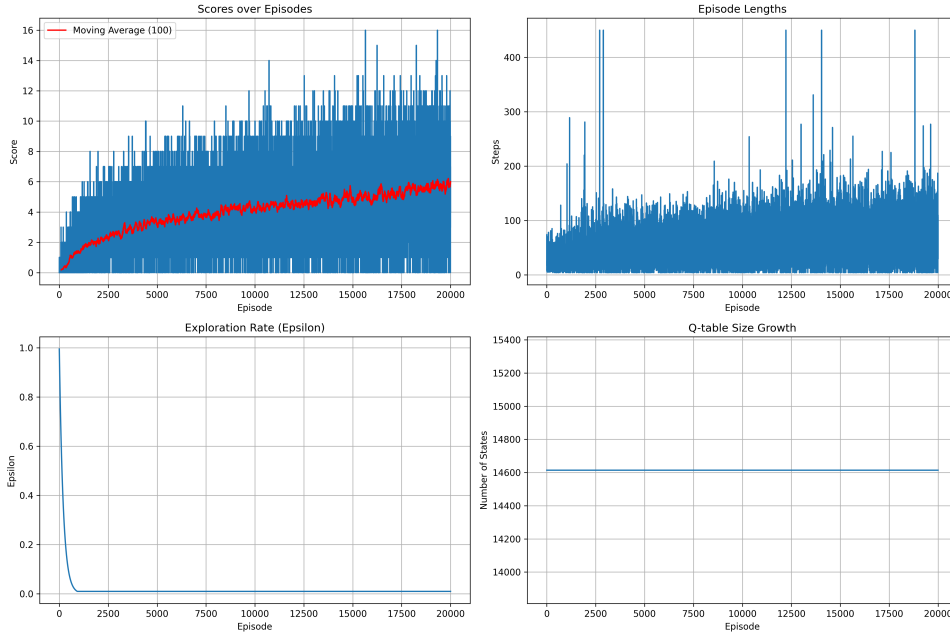 Scores over Episodes
Moving Average (100)
16
14
12
10
8
6
4
2
0
Score
0 2500 5000 7500 10000 12500 15000 17500 20000
Episode
Episode Lengths
400
300
200
100
0
Steps
0 2500 5000 7500 10000 12500 15000 17500 20000
Episode
Exploration Rate (Epsilon)
1.0
0.8
0.6
0.4
0.2
0.0
Epsilon
0 2500 5000 7500 10000 12500 15000 17500 20000
Episode
Q-table Size Growth
15400
15200
15000
14800
14600
14400
14200
14000
Number of States
0 2500 5000 7500 10000 12500 15000 17500 20000
Episode